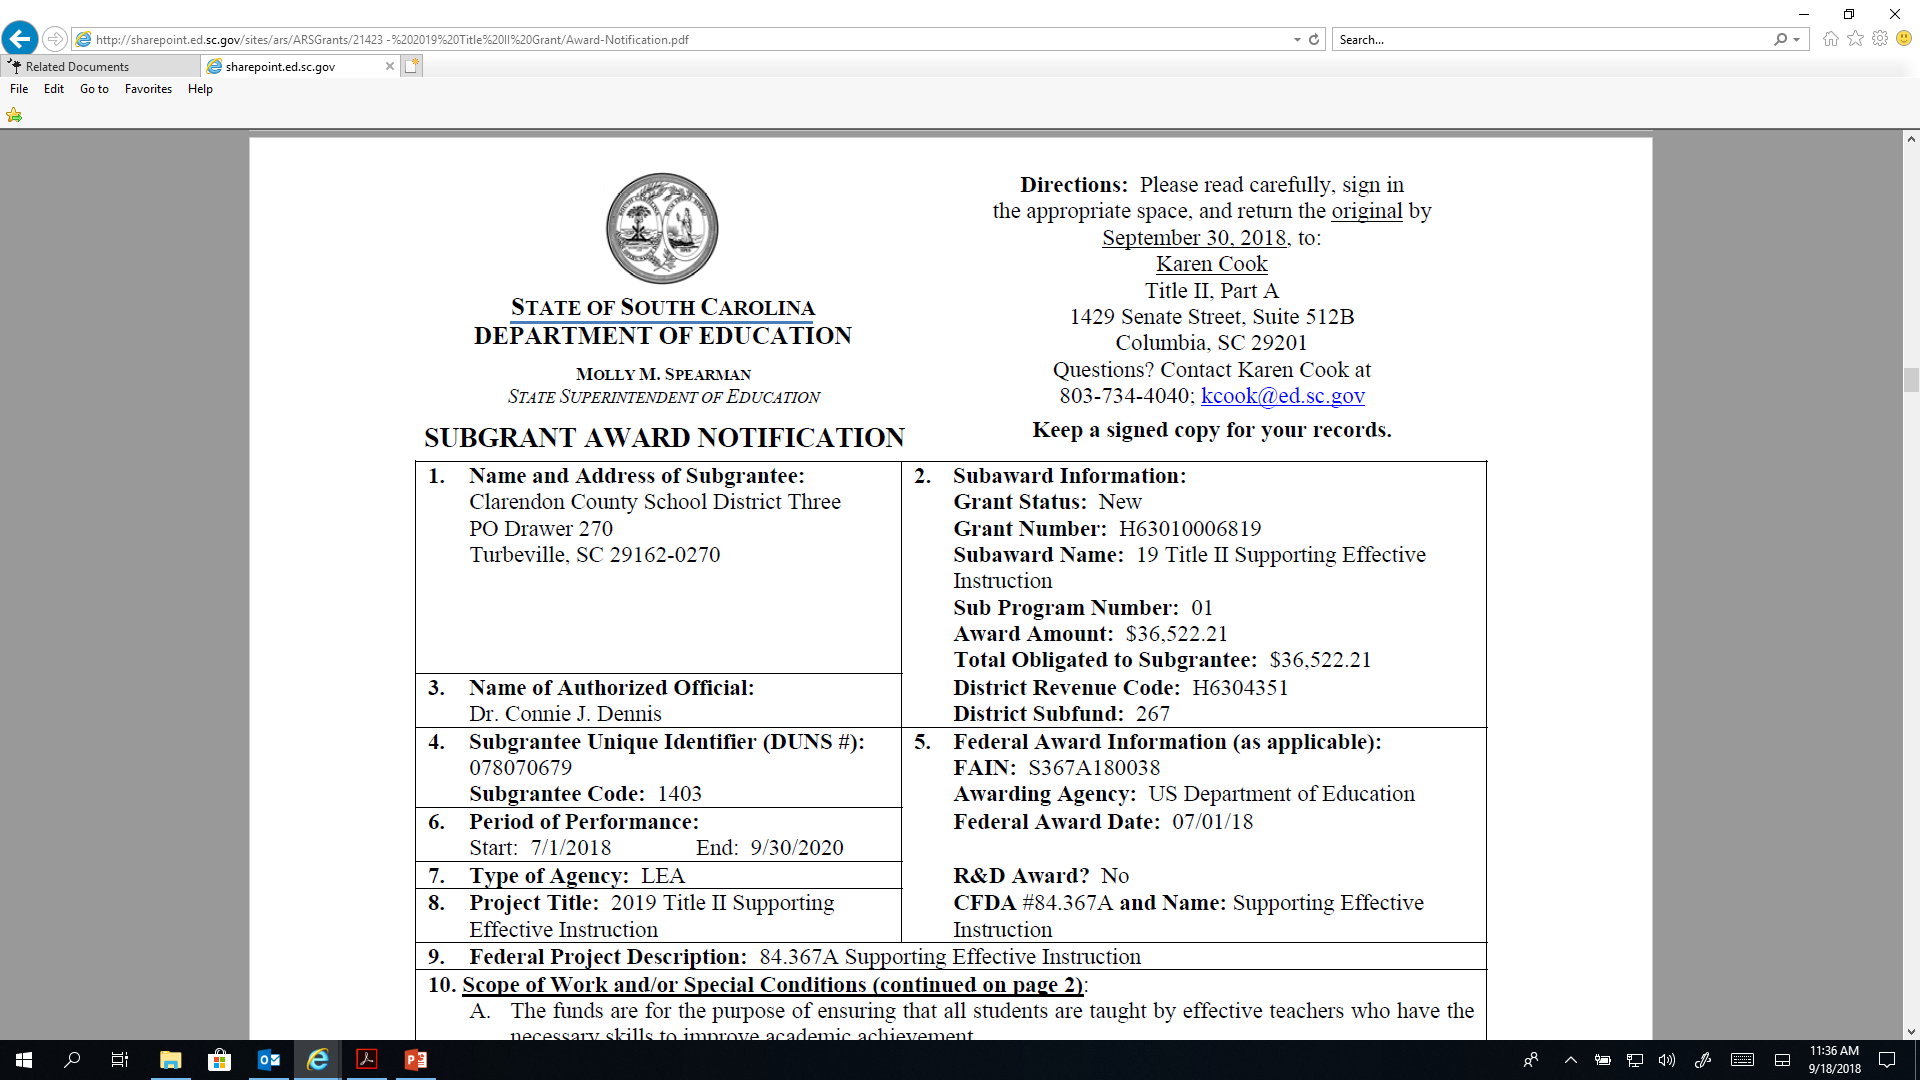 http://sharepoint.ed.sc.gov/sites/ars/ARSGrants/21423 -%202019%20Title%20II%20Grant/Award-Notification.pdf
Search...
Related Documents
sharepoint.ed.sc.gov
File Edit Go to Favorites Help
STATE OF SOUTH CAROLINA
DEPARTMENT OF EDUCATION
MOLLY M. SPEARMAN
STATE SUPERINTENDENT OF EDUCATION
SUBGRANT AWARD NOTIFICATION
Directions: Please read carefully, sign in
the appropriate space, and return the original by
September 30, 2018, to:
Karen Cook
Title II, Part A
1429 Senate Street, Suite 512B
Columbia, SC 29201
Questions? Contact Karen Cook at
803-734-4040; kcook@ed.sc.gov
Keep a signed copy for your records.
1. Name and Address of Subgrantee:
Clarendon County School District Three
PO Drawer 270
Turbeville, SC 29162-0270
2. Subaward Information:
Grant Status: New
Grant Number: H63010006819
Subaward Name: 19 Title II Supporting Effective
Instruction
Sub Program Number: 01
Award Amount: $36,522.21
Total Obligated to Subgrantee: $36,522.21
District Revenue Code: H6304351
District Subfund: 267
3. Name of Authorized Official:
Dr. Connie J. Dennis
4. Subgrantee Unique Identifier (DUNS #):
078070679
Subgrantee Code: 1403
5. Federal Award Information (as applicable):
FAIN: S367A180038
Awarding Agency: US Department of Education
Federal Award Date: 07/01/18
R&D Award? No
CFDA #84.367A and Name: Supporting Effective
Instruction
6. Period of Performance:
Start: 7/1/2018 End: 9/30/2020
7. Type of Agency: LEA
8. Project Title: 2019 Title II Supporting
Effective Instruction
9. Federal Project Description: 84.367A Supporting Effective Instruction
10. Scope of Work and/or Special Conditions (continued on page 2):
A. The funds are for the purpose of ensuring that all students are taught by effective teachers who have the
necessary skills to improve academic achievement
11:36 AM
9/18/2018